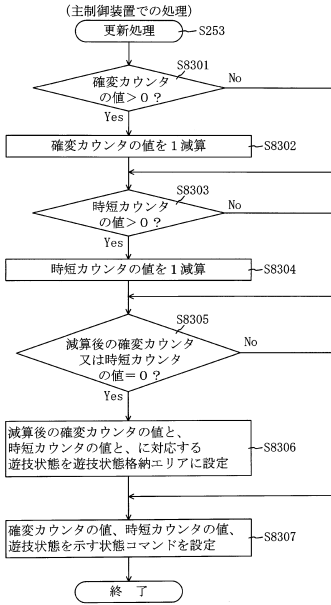 (主制御装置での処理)
更新処理
S253
S8301
確変カウンタ
の値>0?
No
Yes
確変カウンタの値を1減算
S8302
S8303
時短カウンタ
の値>0?
No
Yes
時短カウンタの値を1減算
S8304
S8305
減算後の確変カウンタ
又は時短カウンタ
の値=0?
No
Yes
減算後の確変カウンタの値と、
時短カウンタの値と、に対応する
遊技状態を遊技状態格納エリアに設定
S8306
確変カウンタの値、時短カウンタの値、
遊技状態を示す状態コマンドを設定
S8307
終 了